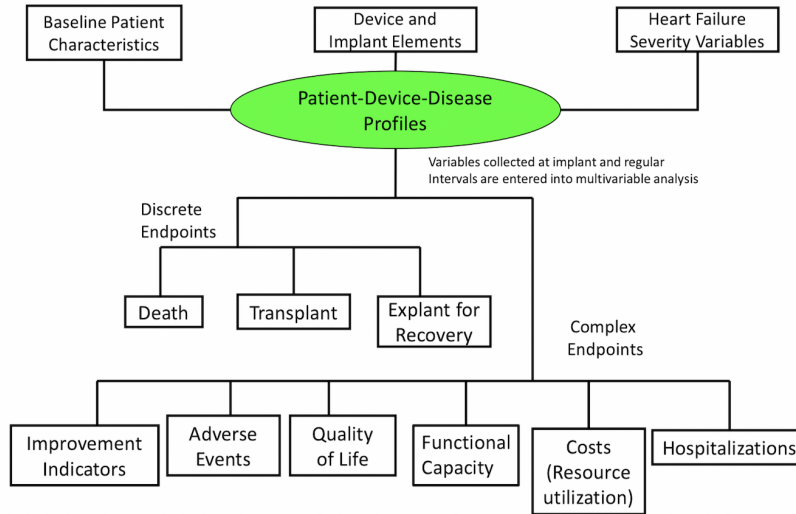 Baseline Patient
Characteristics
Device and
Implant Elements
Heart Failure
Severity Variables
Patient-Device-Disease
Profiles
Variables collected at implant and regular
Intervals are entered into multivariable analysis
Discrete
Endpoints
Death
Transplant
Explant for
Recovery
Complex
Endpoints
Improvement
Indicators
Adverse
Events
Quality
of Life
Functional
Capacity
Costs
(Resource
utilization)
Hospitalizations